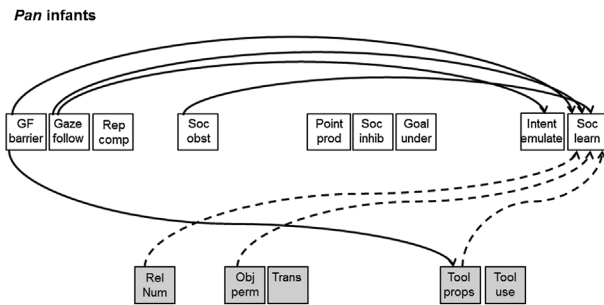 Pan infants
GF barrier
Gaze follow
Rep comp
Soc obst
Point prod
Soc inhib
Goal under
Intent emulate
Soc learn
Rel Num
Obj perm
Trans
Tool props
Tool use